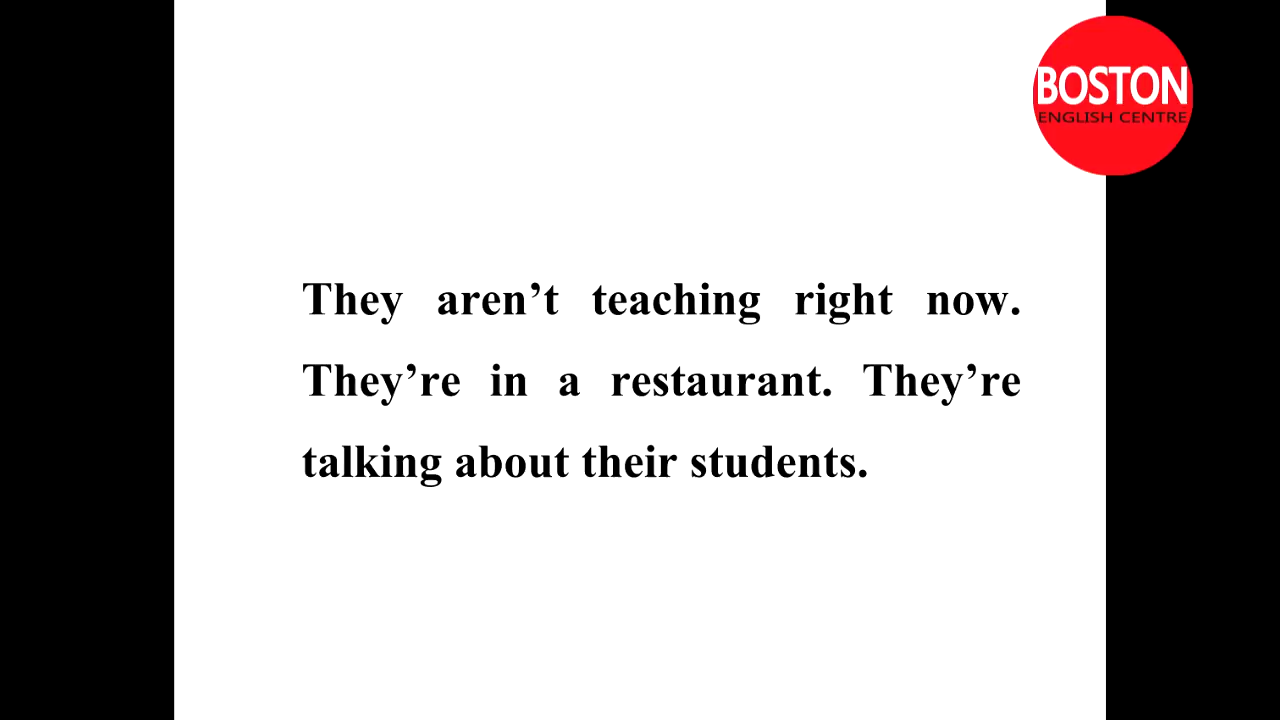 BOSTON
ENGLISH CENTRE
They aren’t teaching right now.
They’re in a restaurant. They’re
talking about their students.